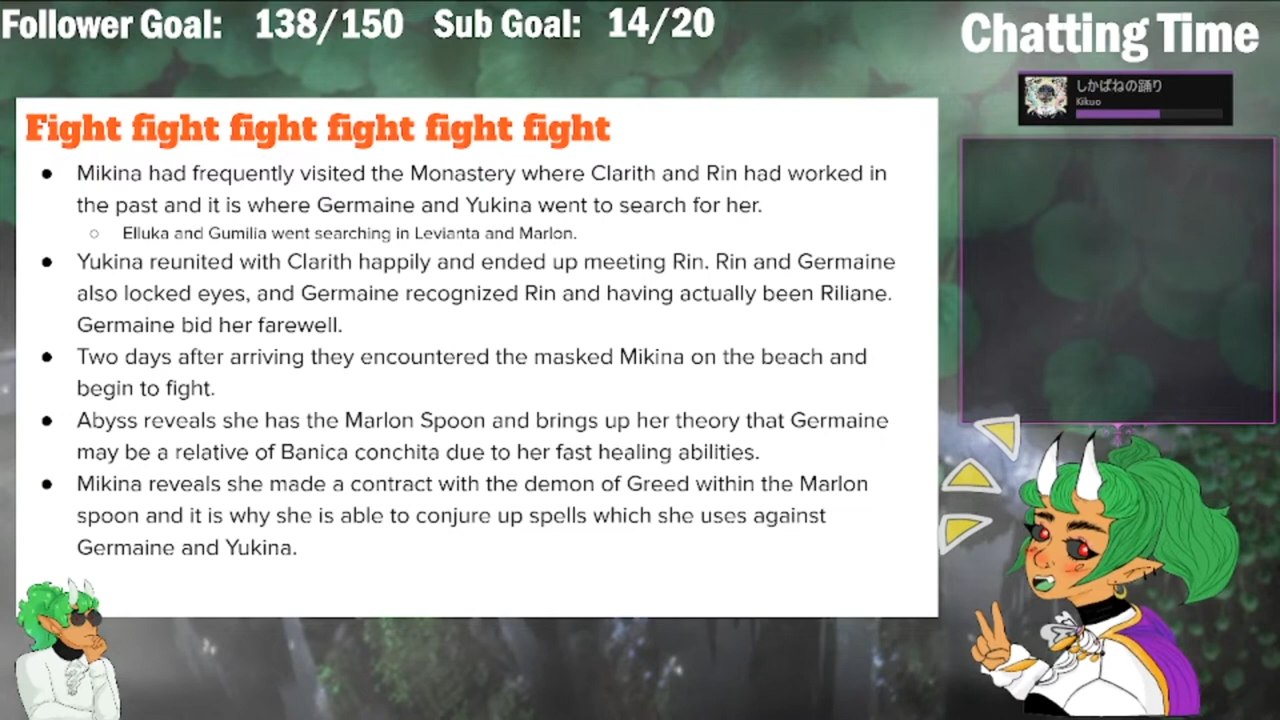 Follower Goal: 138/150 Sub Goal: 14/20
Chatting Time
しかばねの踊り
Kikuo
Fight fight fight fight fight fight
● Mikina had frequently visited the Monastery where Clarith and Rin had worked in
the past and it is where Germaine and Yukina went to search for her.
○ Elluka and Gumilia went searching in Levianta and Marlon.
● Yukina reunited with Clarith happily and ended up meeting Rin. Rin and Germaine
also locked eyes, and Germaine recognized Rin and having actually been Riliane.
Germaine bid her farewell.
● Two days after arriving they encountered the masked Mikina on the beach and
begin to fight.
● Abyss reveals she has the Marlon Spoon and brings up her theory that Germaine
may be a relative of Banica conchita due to her fast healing abilities.
● Mikina reveals she made a contract with the demon of Greed within the Marlon
spoon and it is why she is able to conjure up spells which she uses against
Germaine and Yukina.